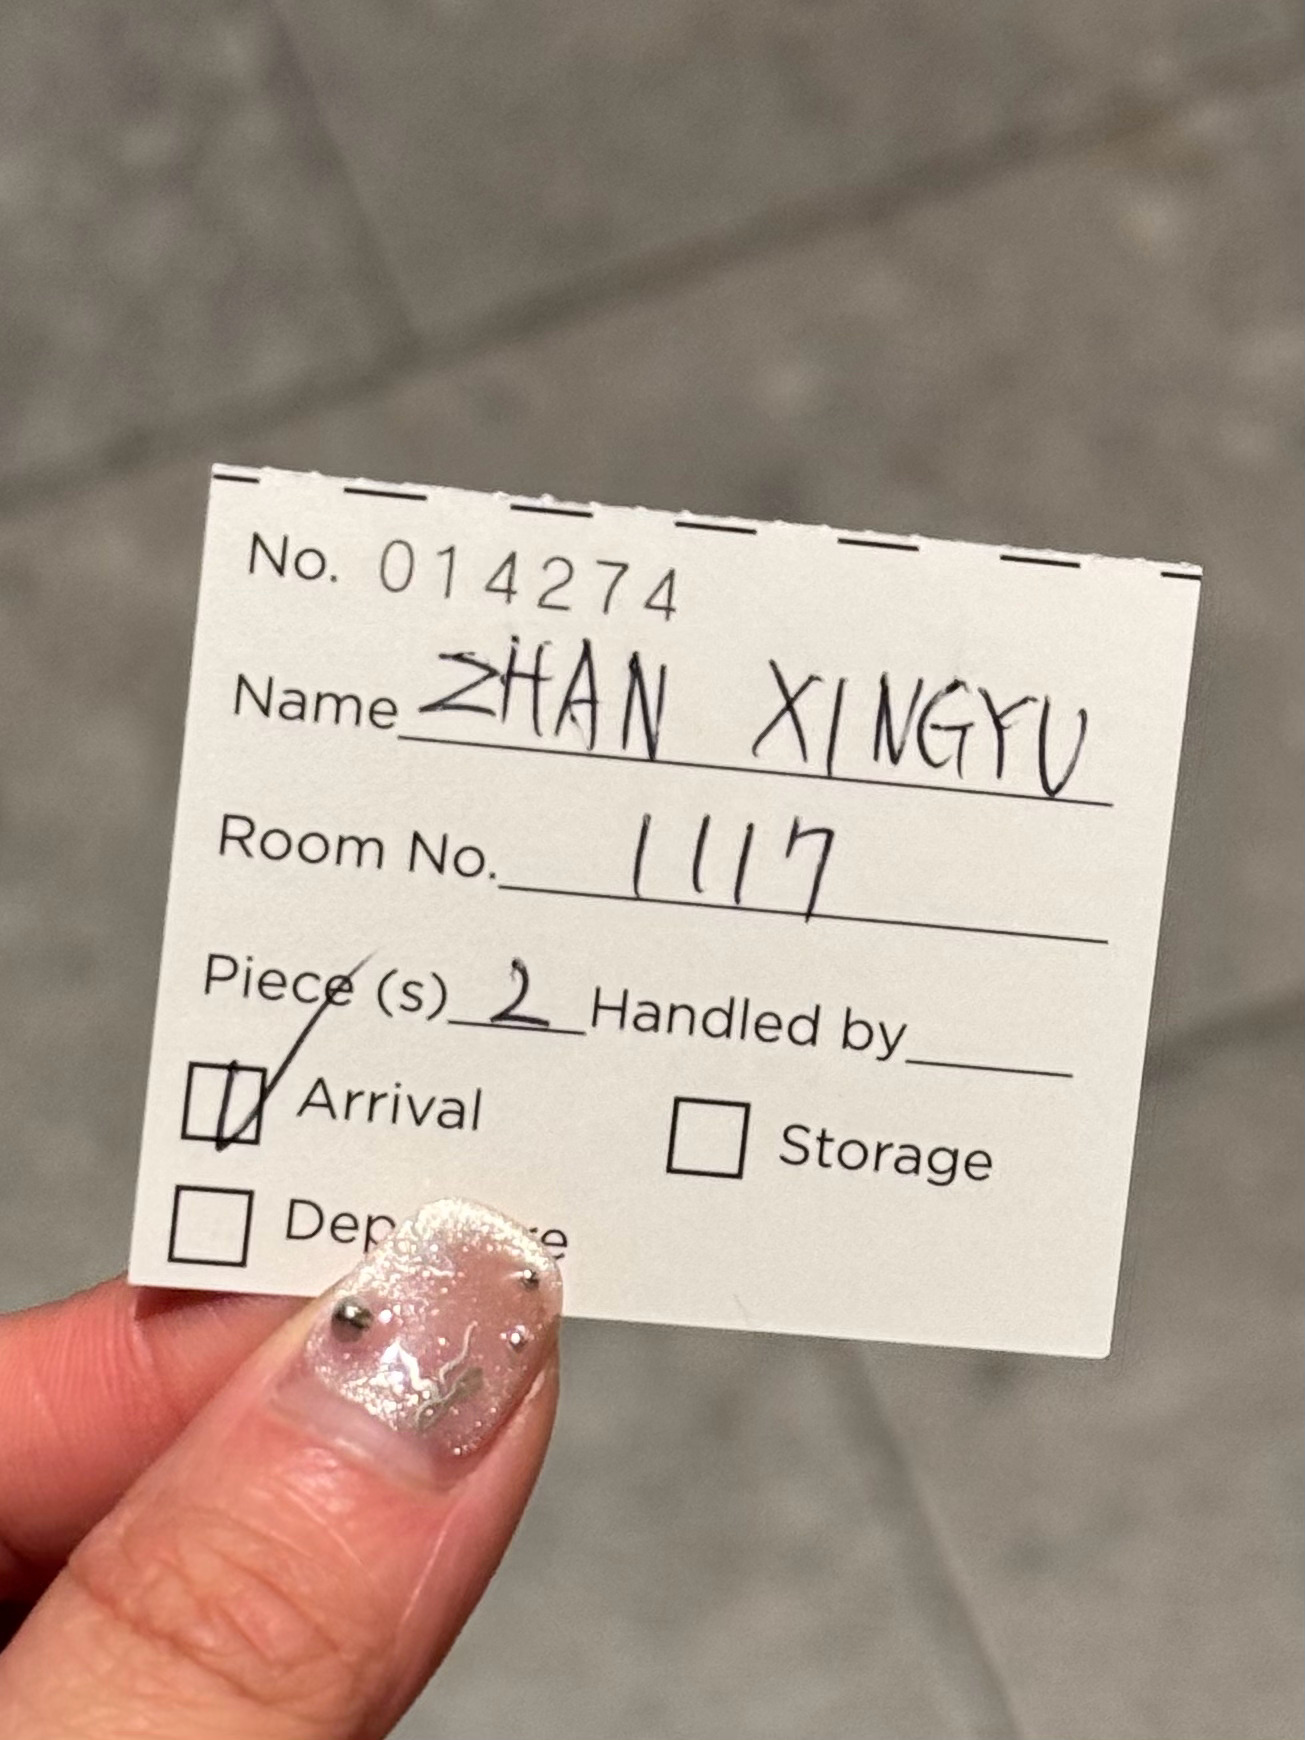 No. 014274
Name ZHAN XINGYU
Room No. 1117
Piece (s) 2 Handled by
Arrival Storage